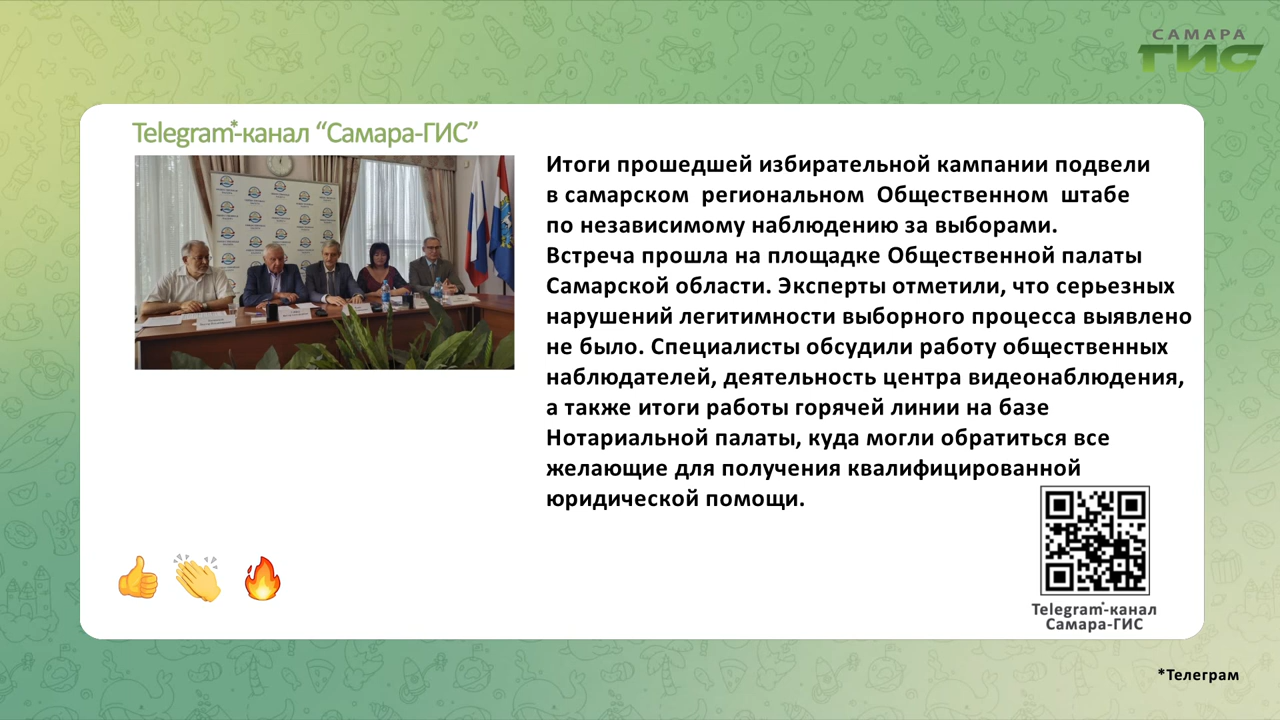 САМАРА
ГИС
Telegram*-канал “Самара-ГИС”
Итоги прошедшей избирательной кампании подвели
в самарском региональном Общественном штабе
по независимому наблюдению за выборами.
Встреча прошла на площадке Общественной палаты
Самарской области. Эксперты отметили, что серьезных
нарушений легитимности выборного процесса выявлено
не было. Специалисты обсудили работу общественных
наблюдателей, деятельность центра видеонаблюдения,
а также итоги работы горячей линии на базе
Нотариальной палаты, куда могли обратиться все
желающие для получения квалифицированной
юридической помощи.
Telegram*-канал
Самара-ГИС
*Телеграм